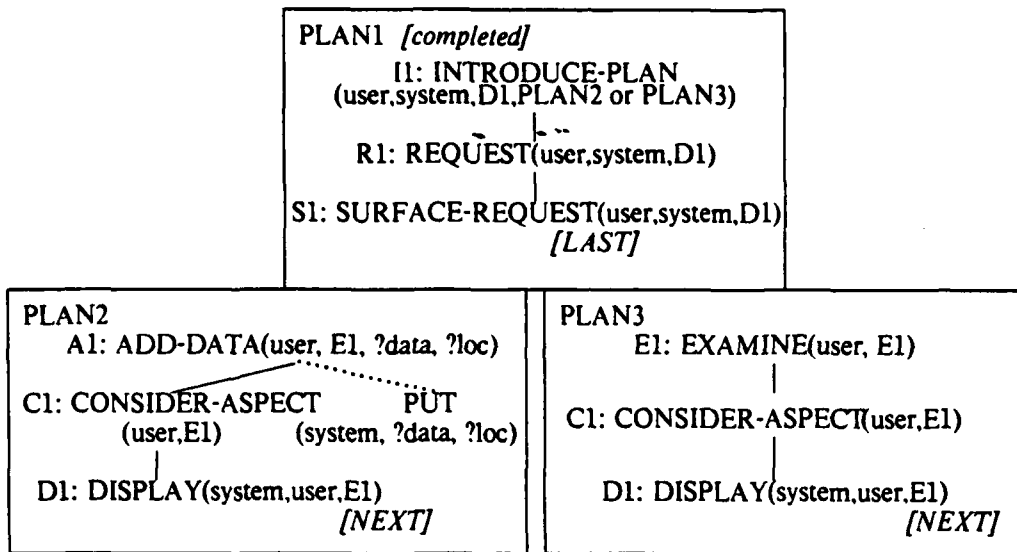 PLAN1 [completed]
I1: INTRODUCE-PLAN
(user,system,D1,PLAN2 or PLAN3)
R1: REQUEST(user,system,D1)
S1: SURFACE-REQUEST(user,system,D1)
[LAST]
PLAN2
A1: ADD-DATA(user, E1, ?data, ?loc)
C1: CONSIDER-ASPECT PUT
(user,E1) (system, ?data, ?loc)
D1: DISPLAY(system,user,E1)
[NEXT]
PLAN3
E1: EXAMINE(user, E1)
C1: CONSIDER-ASPECT(user,E1)
D1: DISPLAY(system,user,E1)
[NEXT]